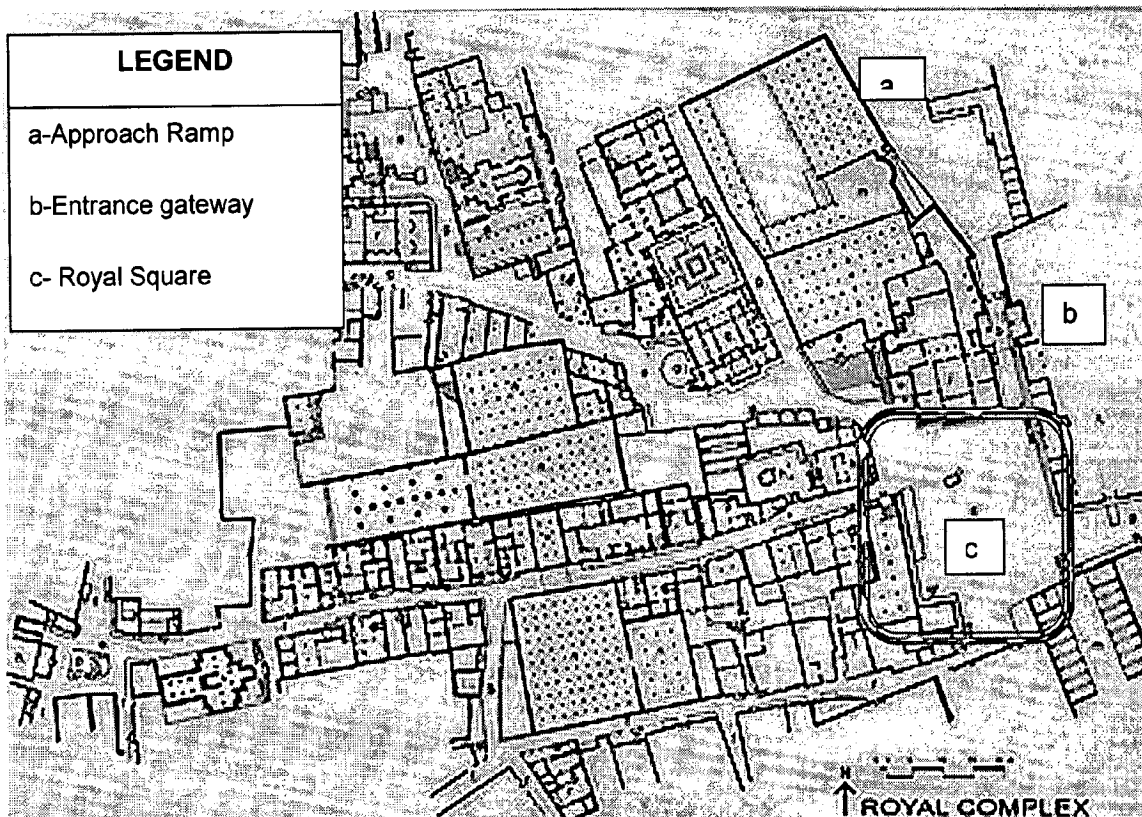 LEGEND
a-Approach Ramp
b-Entrance gateway
c- Royal Square
a
b
c
N
ROYAL COMPLEX